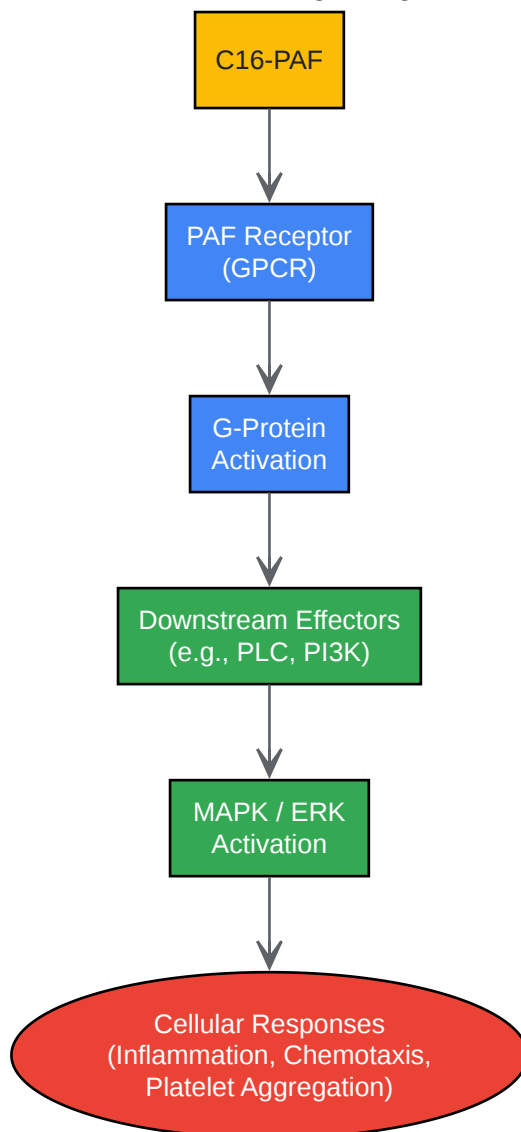 C16-PAF
PAF Receptor
(GPCR)
G-Protein
Activation
Downstream Effectors
(e.g., PLC, PI3K)
MAPK / ERK
Activation
Cellular Responses
(Inflammation, Chemotaxis,
Platelet Aggregation)